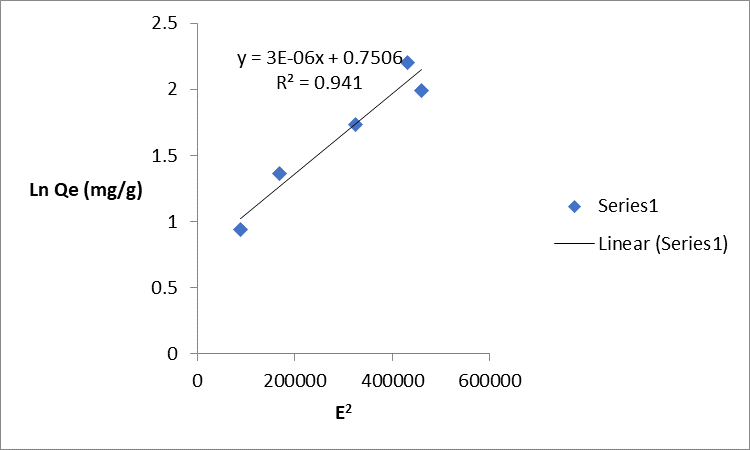 2.5
y = 3E-06x + 0.7506
R² = 0.941
2
1.5
Ln Qe (mg/g)
1
0.5
0
0 200000 400000 600000
E²
Series1
Linear (Series1)